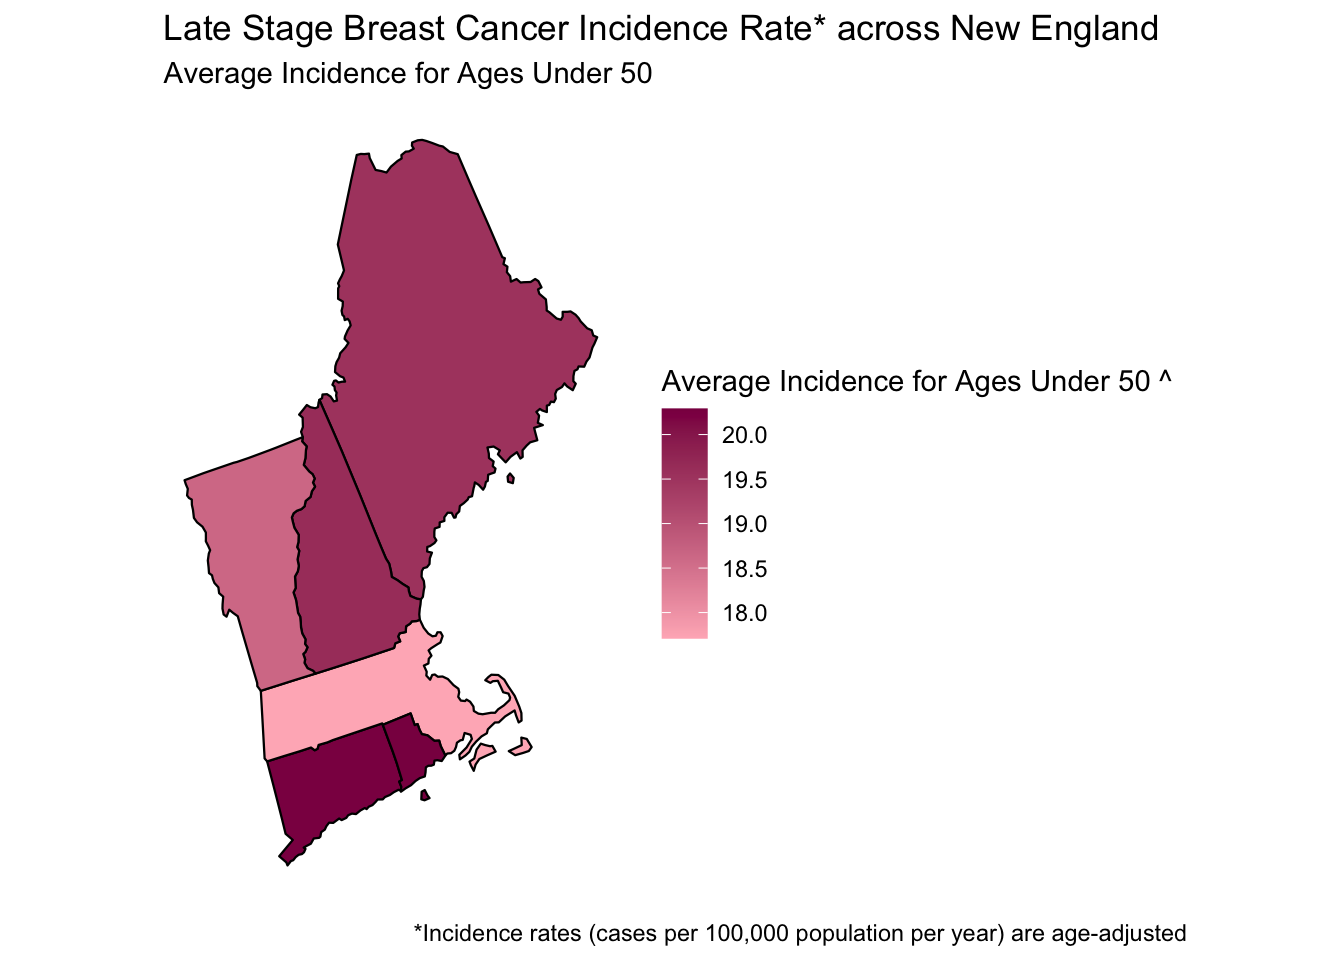 Late Stage Breast Cancer Incidence Rate* across New England
Average Incidence for Ages Under 50
Average Incidence for Ages Under 50 ^
20.0
19.5
19.0
18.5
18.0
*Incidence rates (cases per 100,000 population per year) are age-adjusted